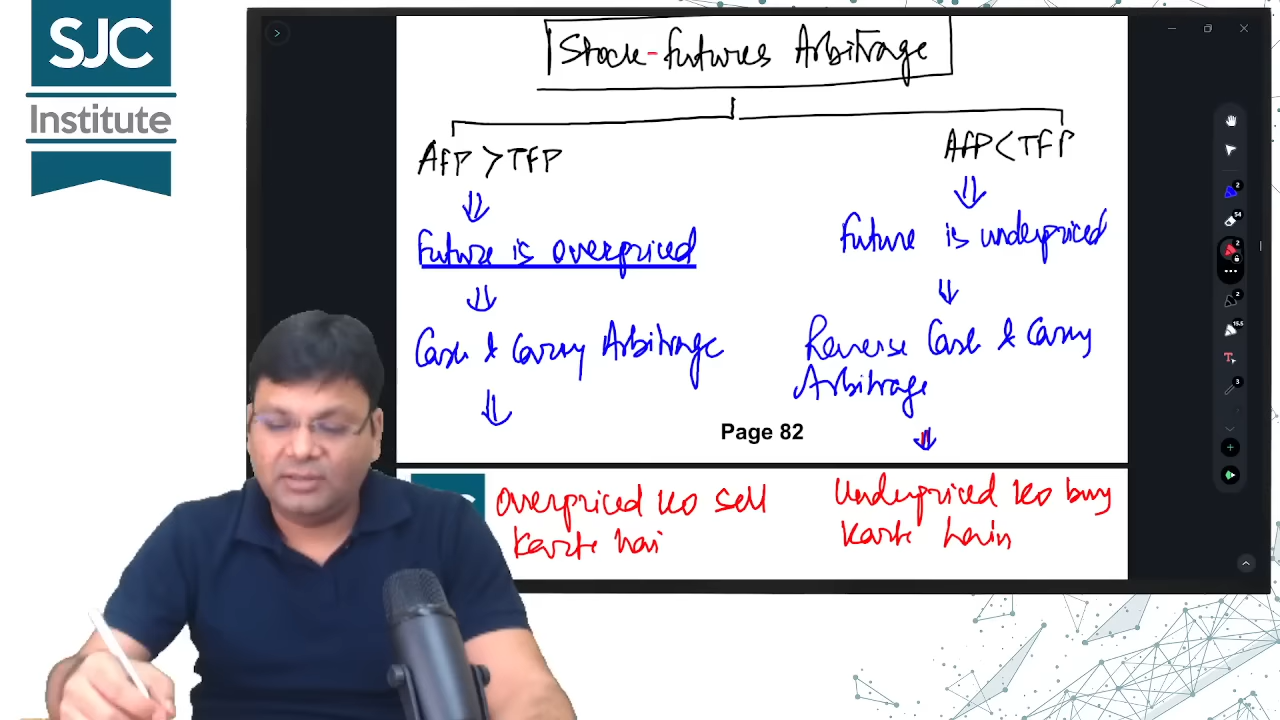 SJC
Institute
Stock-Futures Arbitrage
AFP > TFP
AFP < TFP
Future is overpriced
Future is underpriced
Cash & Carry Arbitrage
Reverse Cash & Carry
Arbitrage
Page 82
Overpriced ko sell
karte hai
Underpriced ko buy
karte hain